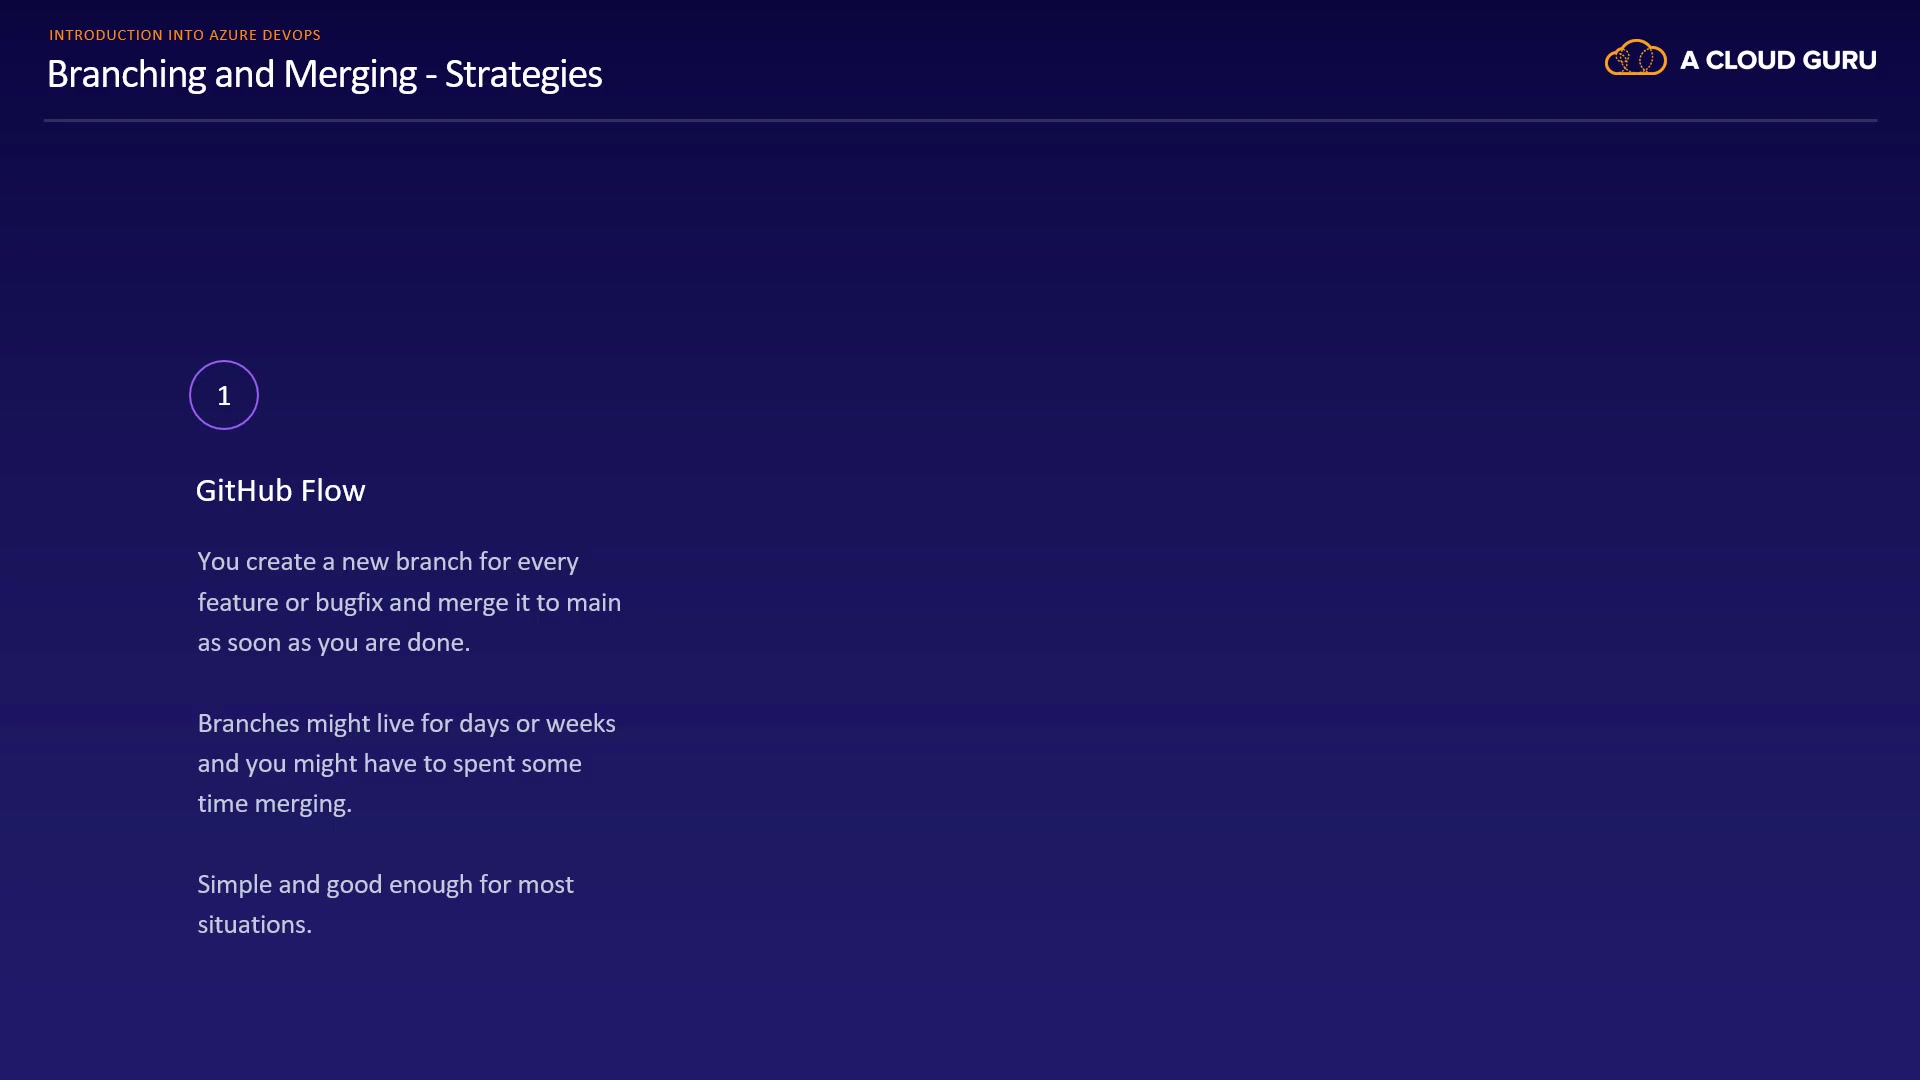 INTRODUCTION INTO AZURE DEVOPS
Branching and Merging - Strategies
A CLOUD GURU
1
GitHub Flow
You create a new branch for every
feature or bugfix and merge it to main
as soon as you are done.
Branches might live for days or weeks
and you might have to spent some
time merging.
Simple and good enough for most
situations.